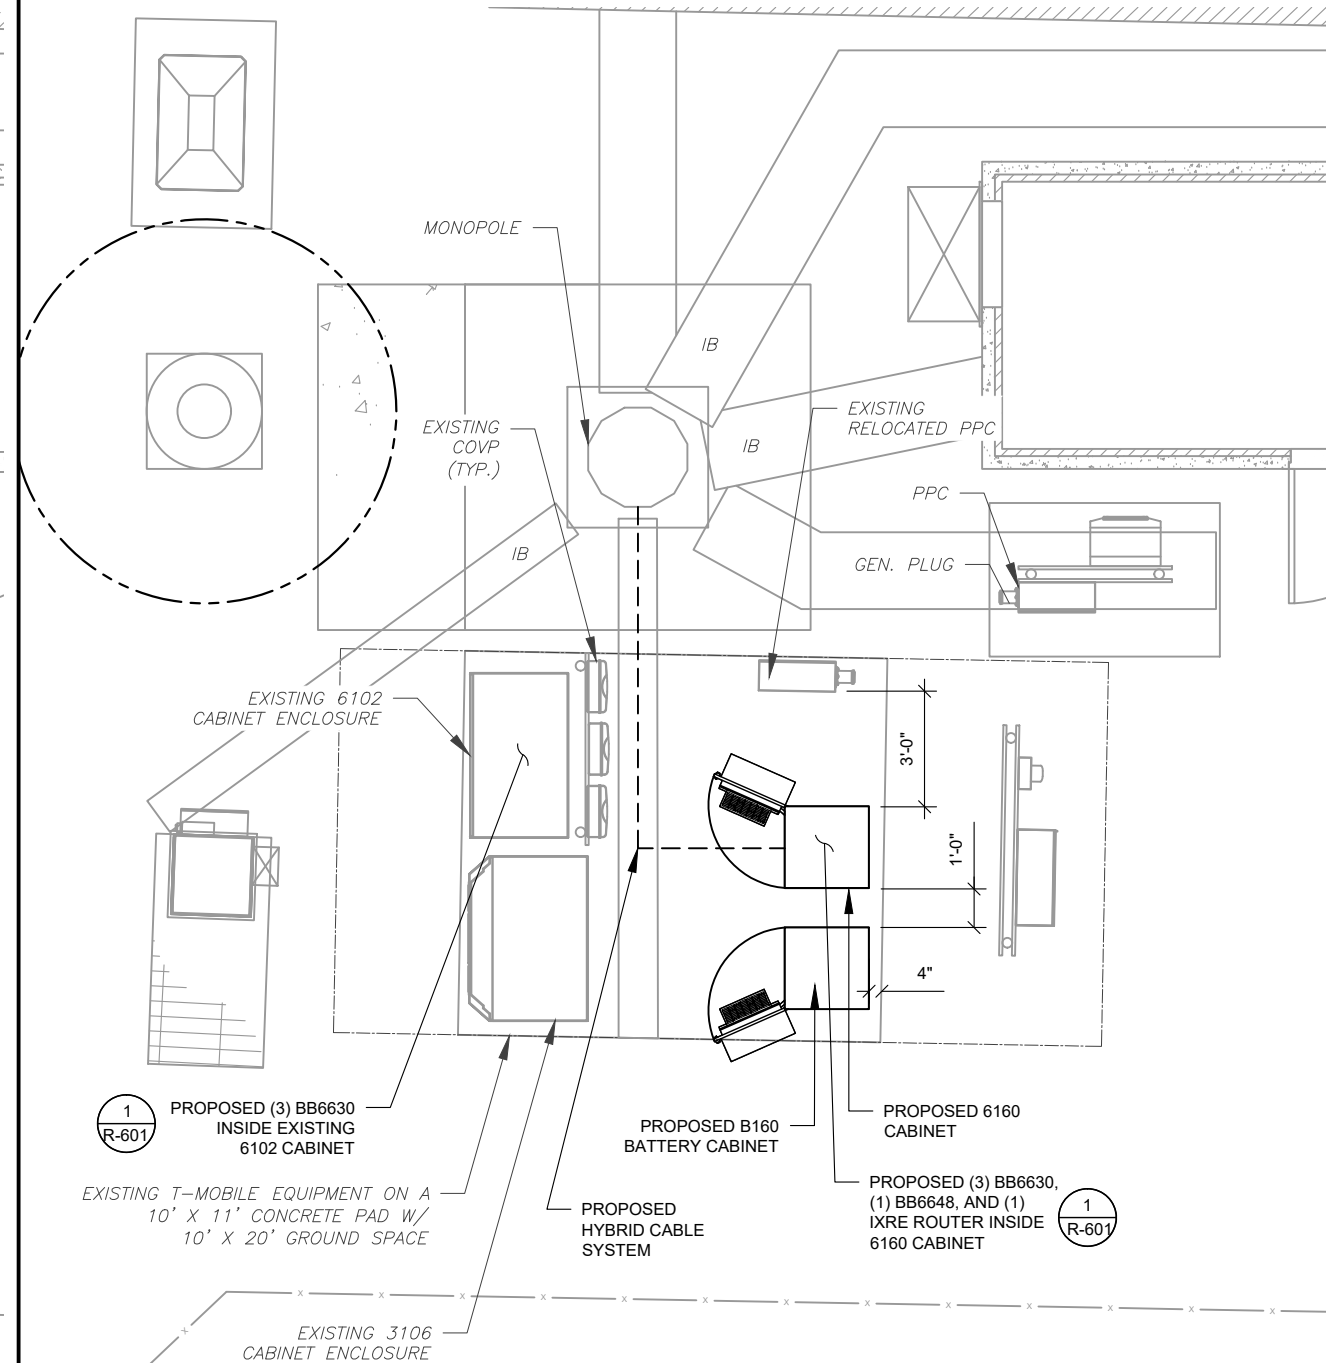 MONOPOLE
IB
EXISTING
COVP
(TYP.)
EXISTING
RELOCATED PPC
IB
PPC
IB
GEN. PLUG
EXISTING 6102
CABINET ENCLOSURE
3'-0"
1'-0"
4"
1
R-601
PROPOSED (3) BB6630
INSIDE EXISTING
6102 CABINET
PROPOSED B160
BATTERY CABINET
PROPOSED 6160
CABINET
EXISTING T-MOBILE EQUIPMENT ON A
10' X 11' CONCRETE PAD W/
10' X 20' GROUND SPACE
PROPOSED
HYBRID CABLE
SYSTEM
PROPOSED (3) BB6630,
(1) BB6648, AND (1)
IXRE ROUTER INSIDE
6160 CABINET
1
R-601
x x x x x x x x x x x x x x
EXISTING 3106
CABINET ENCLOSURE